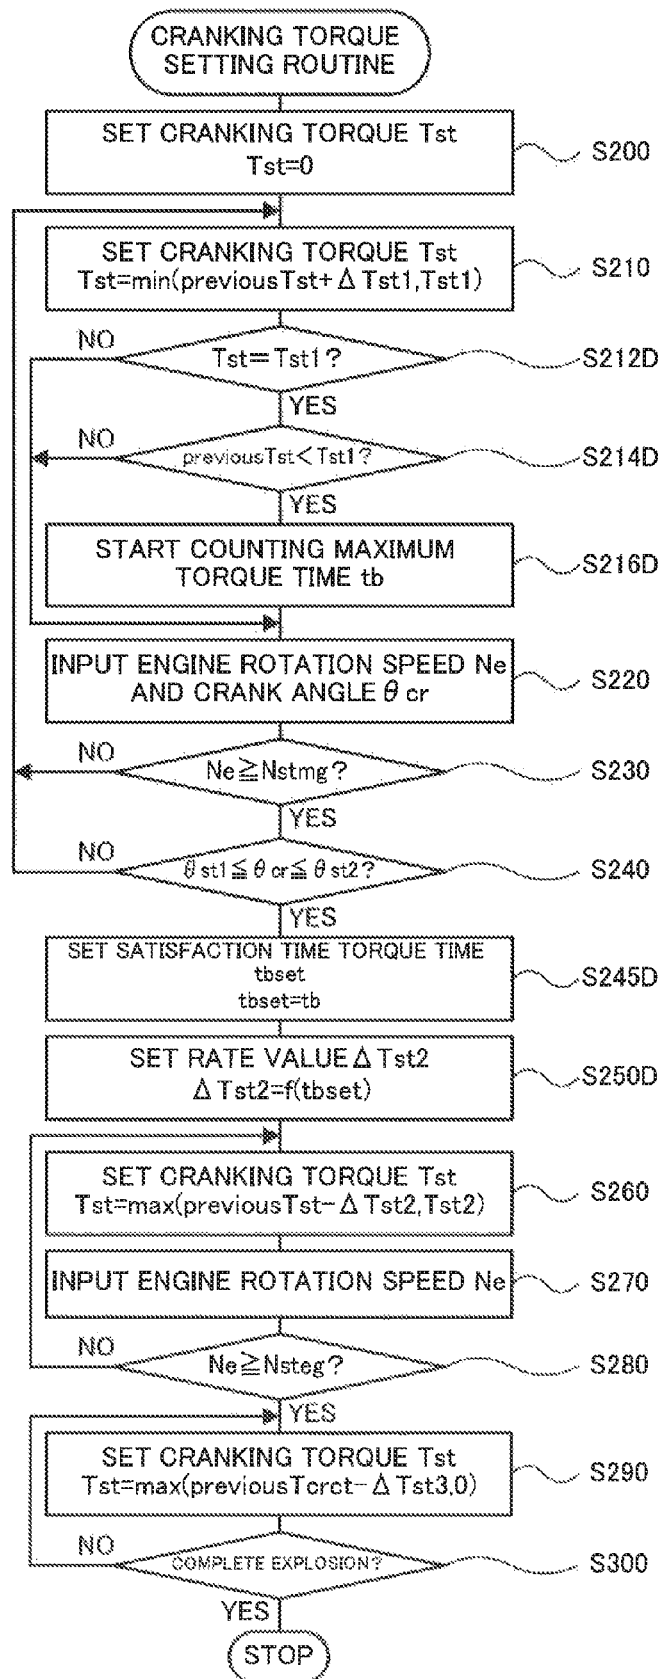 CRANKING TORQUE
SETTING ROUTINE
SET CRANKING TORQUE Tst
Tst=0
S200
SET CRANKING TORQUE Tst
Tst=min(previousTst+ΔTst1,Tst1)
S210
NO
Tst=Tst1?
S212D
YES
NO
previousTst<Tst1?
S214D
YES
START COUNTING MAXIMUM
TORQUE TIME tb
S216D
INPUT ENGINE ROTATION SPEED Ne
AND CRANK ANGLE θcr
S220
NO
Ne≧Nstmg?
S230
YES
NO
θst1≦θcr≦θst2?
S240
YES
SET SATISFACTION TIME TORQUE TIME
tbset
tbset=tb
S245D
SET RATE VALUE ΔTst2
ΔTst2=f(tbset)
S250D
SET CRANKING TORQUE Tst
Tst=max(previousTst-ΔTst2,Tst2)
S260
INPUT ENGINE ROTATION SPEED Ne
S270
NO
Ne≧Nsteg?
S280
YES
SET CRANKING TORQUE Tst
Tst=max(previousTcrct-ΔTst3,0)
S290
NO
COMPLETE EXPLOSION?
S300
YES
STOP